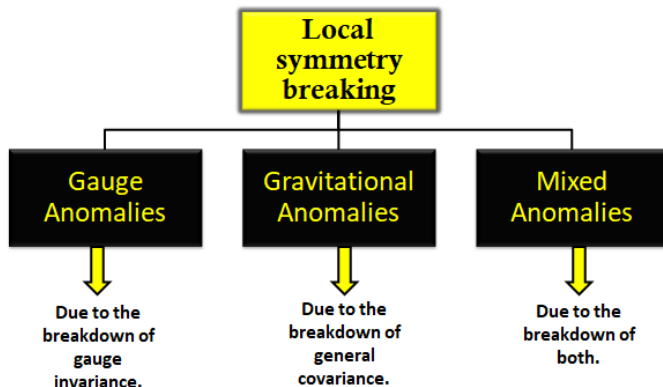 Local
symmetry
breaking
Gauge
Anomalies
Gravitational
Anomalies
Mixed
Anomalies
Due to the
breakdown of
gauge
invariance.
Due to the
breakdown of
general
covariance.
Due to the
breakdown of
both.